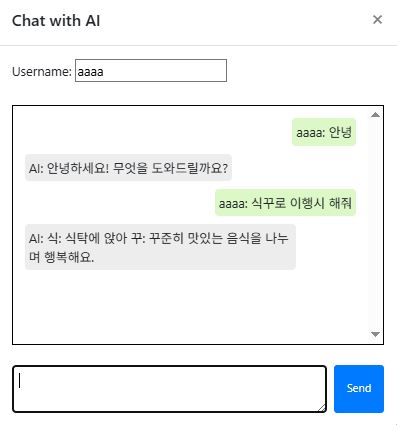 Chat with AI ×
Username: aaaa
aaaa: 안녕
AI: 안녕하세요! 무엇을 도와드릴까요?
aaaa: 식꾸로 이행시 해줘
AI: 식: 식탁에 앉아 꾸: 꾸준히 맛있는 음식을 나누
며 행복해요.
Send